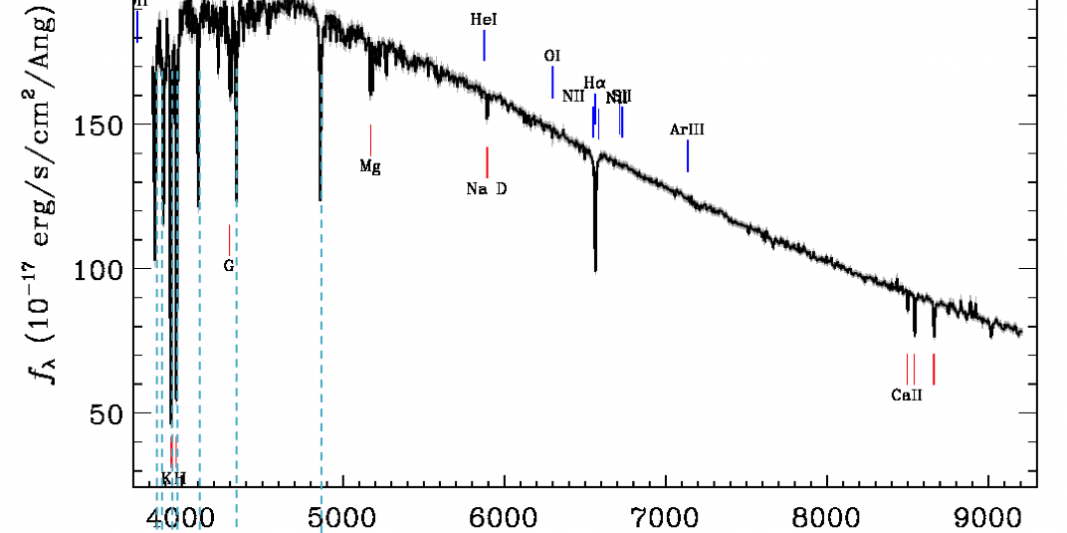 HeI
OI
Hα
NII
NII
SII
ArIII
150
Mg
Na D
100
G
CaII
50
K H
4000 5000 6000 7000 8000 9000
fλ (10−17 erg/s/cm2/Ang)